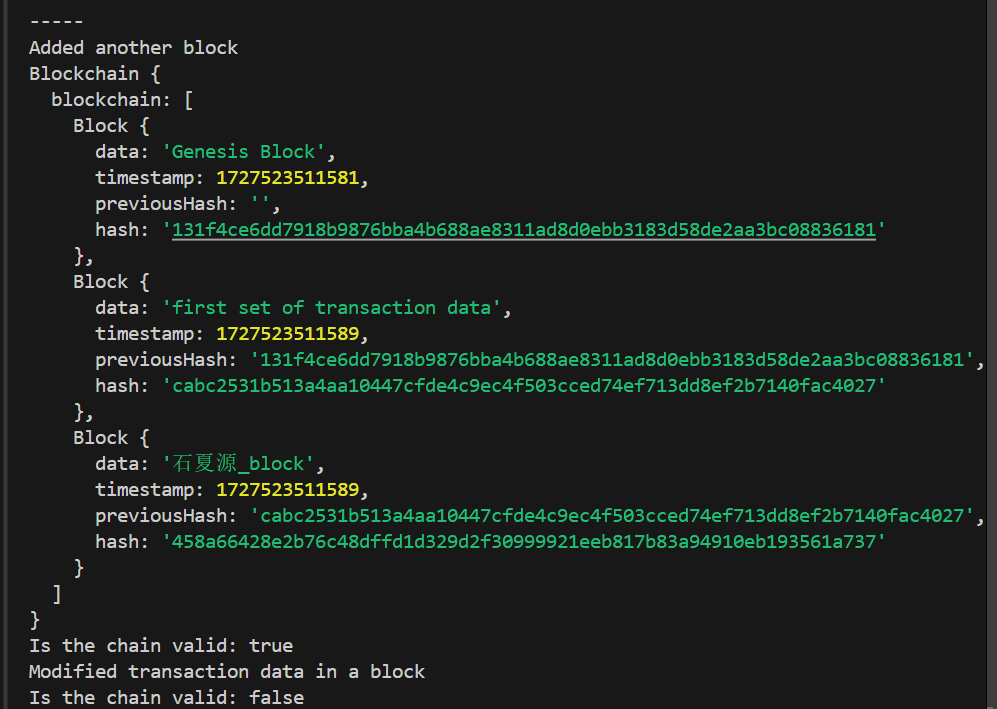 -----
Added another block
Blockchain {
  blockchain: [
    Block {
      data: 'Genesis Block',
      timestamp: 1727523511581,
      previousHash: '',
      hash: '131f4ce6dd7918b9876bba4b688ae8311ad8d0ebb3183d58de2aa3bc08836181'
    },
    Block {
      data: 'first set of transaction data',
      timestamp: 1727523511589,
      previousHash: '131f4ce6dd7918b9876bba4b688ae8311ad8d0ebb3183d58de2aa3bc08836181',
      hash: 'cabc2531b513a4aa10447cfde4c9ec4f503cced74ef713dd8ef2b7140fac4027'
    },
    Block {
      data: '石夏源_block',
      timestamp: 1727523511589,
      previousHash: 'cabc2531b513a4aa10447cfde4c9ec4f503cced74ef713dd8ef2b7140fac4027',
      hash: '458a66428e2b76c48dffd1d329d2f30999921eeb817b83a94910eb193561a737'
    }
  ]
}
Is the chain valid: true
Modified transaction data in a block
Is the chain valid: false